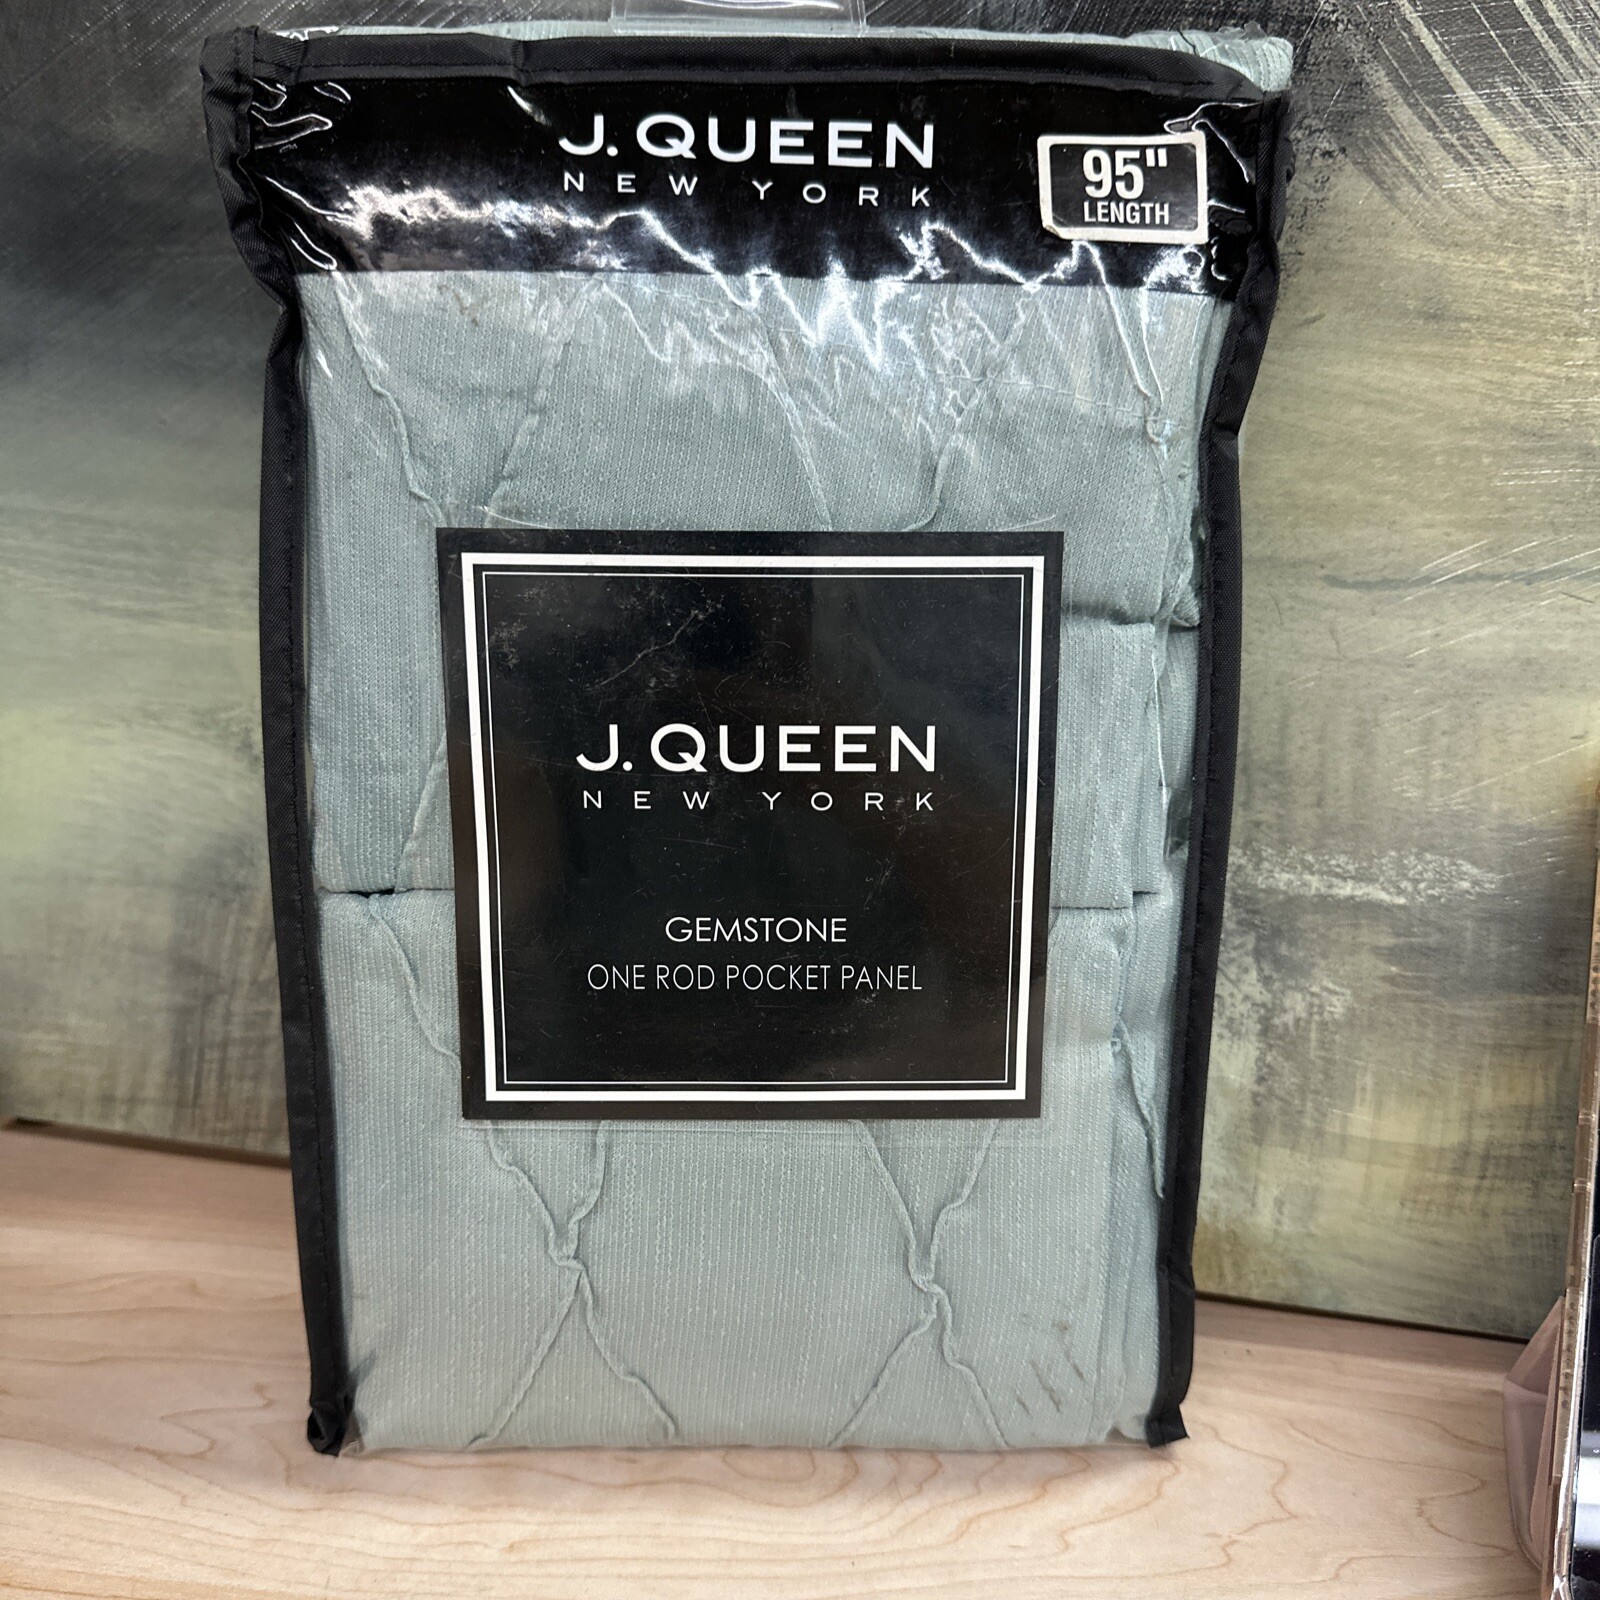 J. QUEEN
NEW YORK
95"
LENGTH
J. QUEEN
NEW YORK
GEMSTONE
ONE ROD POCKET PANEL